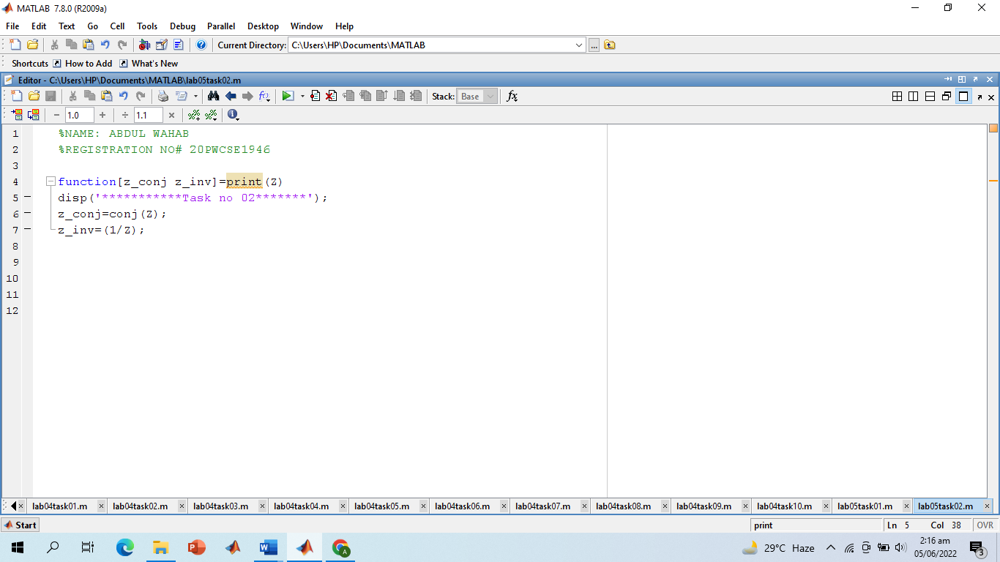 MATLAB 7.8.0 (R2009a)
File Edit Text Go Cell Tools Debug Parallel Desktop Window Help
Current Directory: C:\Users\HP\Documents\MATLAB ...
Shortcuts How to Add What's New
Editor - C:\Users\HP\Documents\MATLAB\lab05task02.m
Stack: Base fx
− 1.0 + ÷ 1.1 ×
1 %NAME: ABDUL WAHAB
2 %REGISTRATION NO# 20PWCSE1946
3
4 function[z_conj z_inv]=print(Z)
5 disp('***********Task no 02*******');
6 z_conj=conj(Z);
7 z_inv=(1/Z);
8
9
10
11
12
lab04task01.m lab04task02.m lab04task03.m lab04task04.m lab04task05.m lab04task06.m lab04task07.m lab04task08.m lab04task09.m lab04task10.m lab05task01.m lab05task02.m
Start print Ln 5 Col 38 OVR
29°C Haze 2:16 am
05/06/2022 3